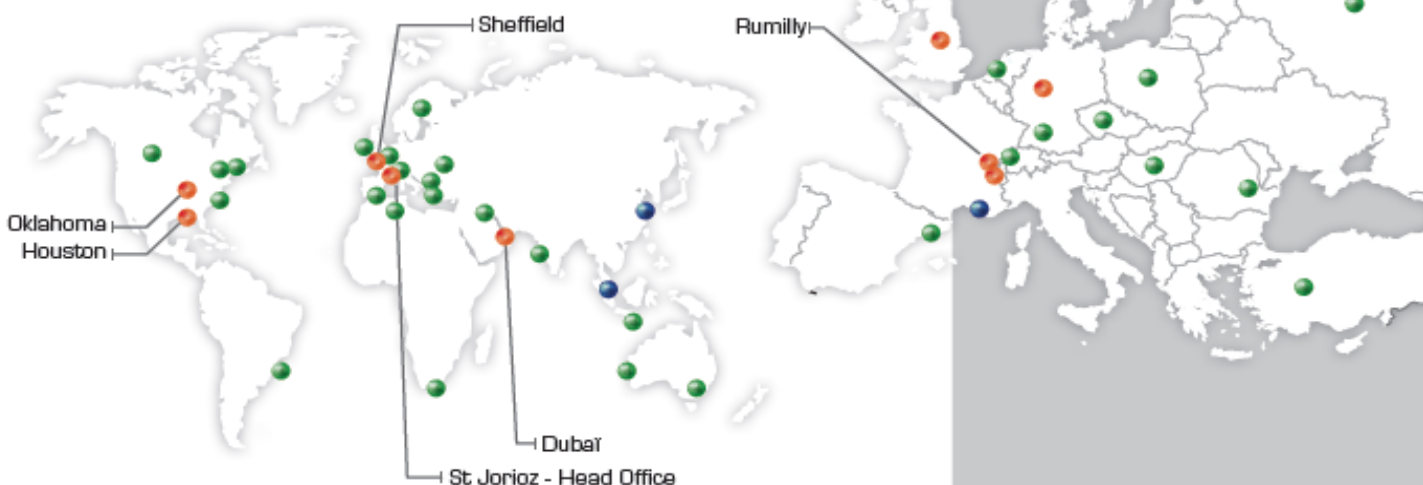 Sheffield
Rumilly
Oklahoma
Houston
Dubaï
St Jorioz - Head Office